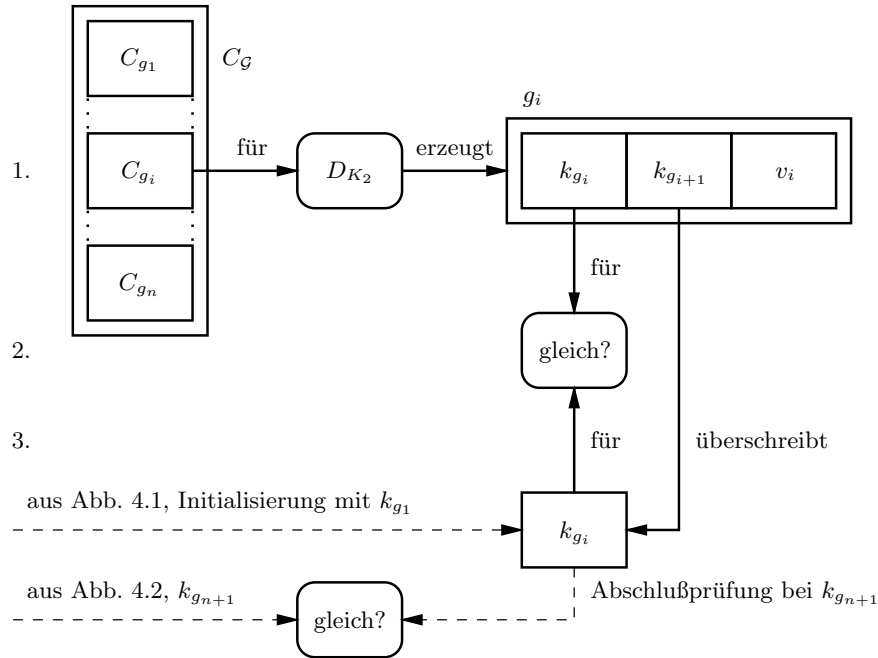 C_{g_1}
C_𝒢
g_i
1.
C_{g_i}
für
D_{K_2}
erzeugt
k_{g_i}
k_{g_{i+1}}
v_i
C_{g_n}
für
2.
gleich?
3.
für
überschreibt
aus Abb. 4.1, Initialisierung mit k_{g_1}
k_{g_i}
aus Abb. 4.2, k_{g_{n+1}}
gleich?
Abschlußprüfung bei k_{g_{n+1}}